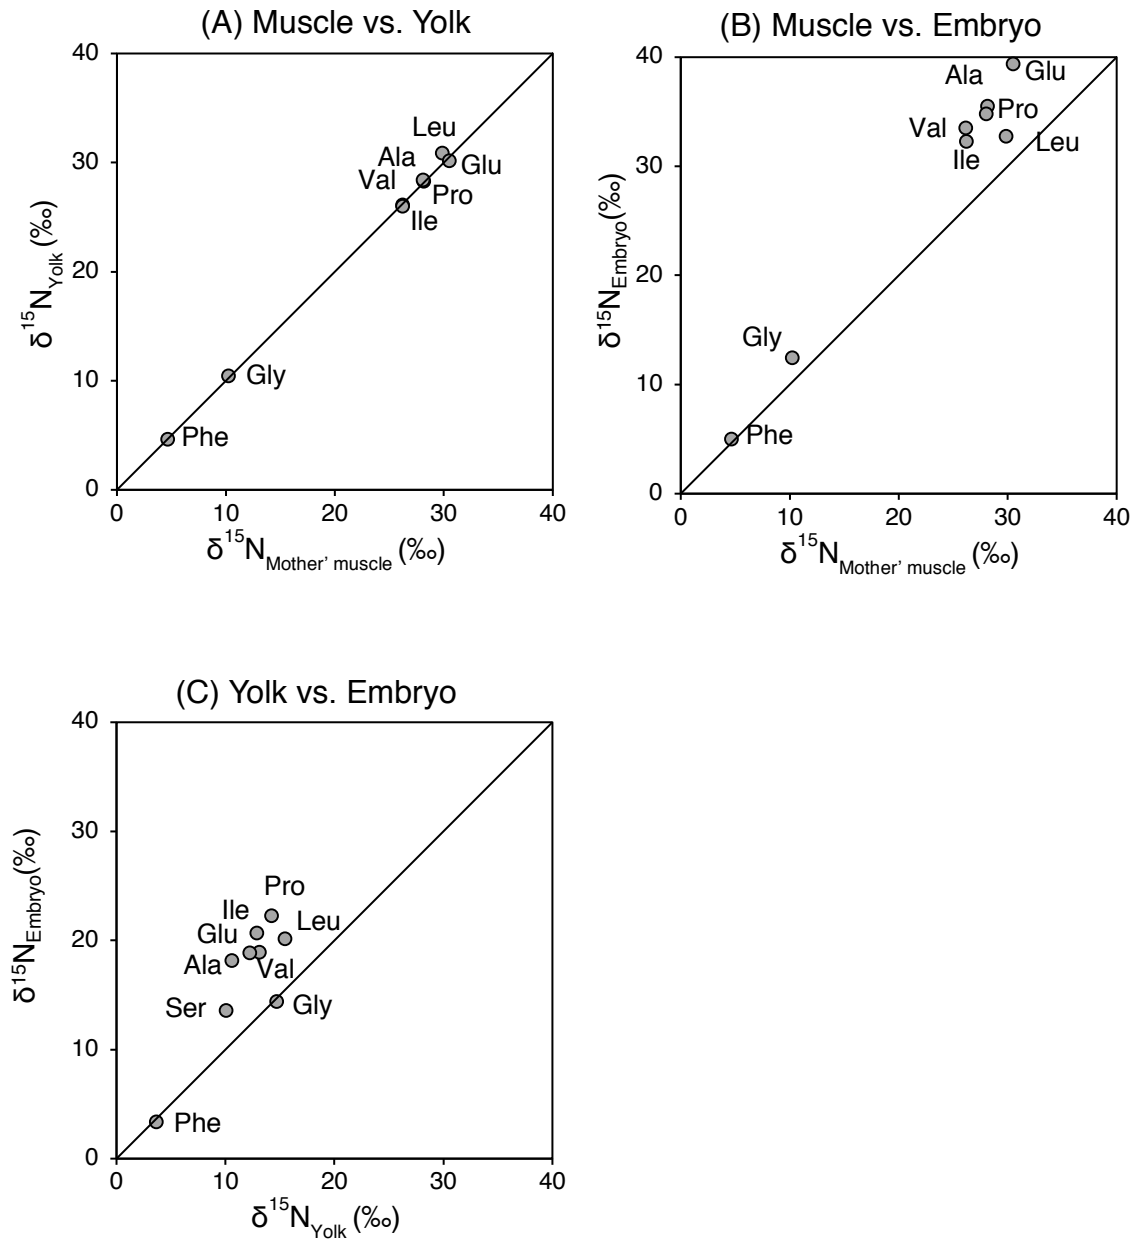 (A) Muscle vs. Yolk
40
30
20
10
0
0 10 20 30 40
δ15NYolk (‰)
δ15NMother’ muscle (‰)
Leu
Ala
Glu
Val
Pro
Ile
Gly
Phe
(B) Muscle vs. Embryo
40
30
20
10
0
0 10 20 30 40
δ15NEmbryo(‰)
δ15NMother’ muscle (‰)
Ala
Glu
Pro
Val
Leu
Ile
Gly
Phe
(C) Yolk vs. Embryo
40
30
20
10
0
0 10 20 30 40
δ15NEmbryo(‰)
δ15NYolk (‰)
Pro
Ile
Leu
Glu
Ala
Val
Ser
Gly
Phe